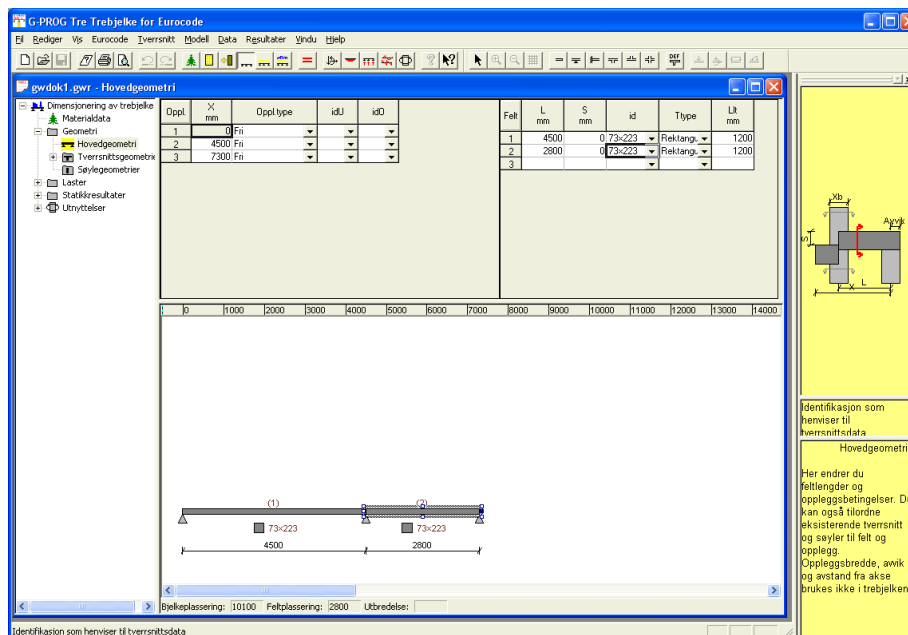 G-PROG Tre Trebjelke for Eurocode
Fil Rediger Vis Eurocode Tverrsnitt Modell Data Resultater Vindu Hjelp
DEF
gwdok1.gwr - Hovedgeometri
Dimensjonering av trebjelke
Materialdata
Geometri
Hovedgeometri
Tverrsnittsgeometrie
Søylegeometrier
Laster
Statikkresultater
Utnyttelser
Oppl. X mm Oppl.type idU idO
1 0 Fri
2 4500 Fri
3 7300 Fri
Felt L mm S mm id Ttype Llt mm
1 4500 0 73×223 Rektangu. 1200
2 2800 0 73×223 Rektangu. 1200
3
0 1000 2000 3000 4000 5000 6000 7000 8000 9000 10000 11000 12000 13000 14000
(1) (2)
73×223 73×223
4500 2800
Bjelkeplassering: 10100 Feltplassering: 2800 Utbredelse:
Identifikasjon som henviser til tverrsnittsdata
Xb
Avvik
S
L
X
Identifikasjon som
henviser til
tverrsnittsdata
Hovedgeometri
Her endrer du
feltlengder og
oppleggsbetingelser. Du
kan også tilordne
eksisterende tverrsnitt
og søyler til felt og
opplegg.
Oppleggsbredde, avvik
og avstand fra akse
brukes ikke i trebjelken